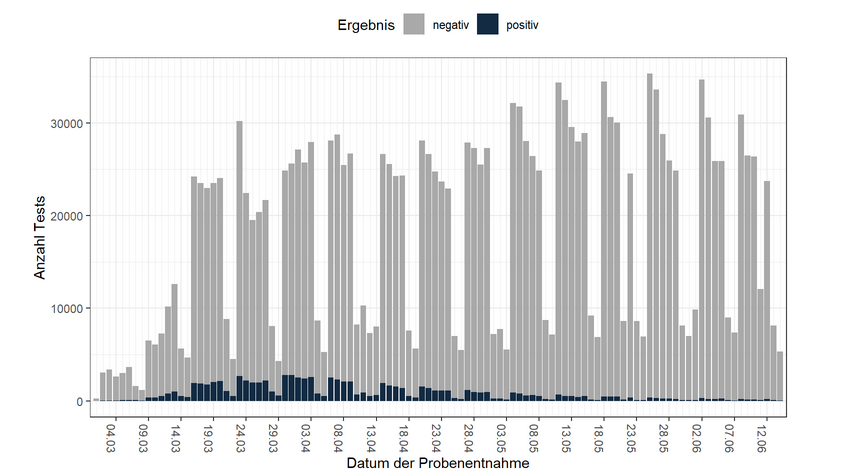 Ergebnis negativ positiv
Anzahl Tests
30000
20000
10000
0
04.03 09.03 14.03 19.03 24.03 29.03 03.04 08.04 13.04 18.04 23.04 28.04 03.05 08.05 13.05 18.05 23.05 28.05 02.06 07.06 12.06
Datum der Probenentnahme